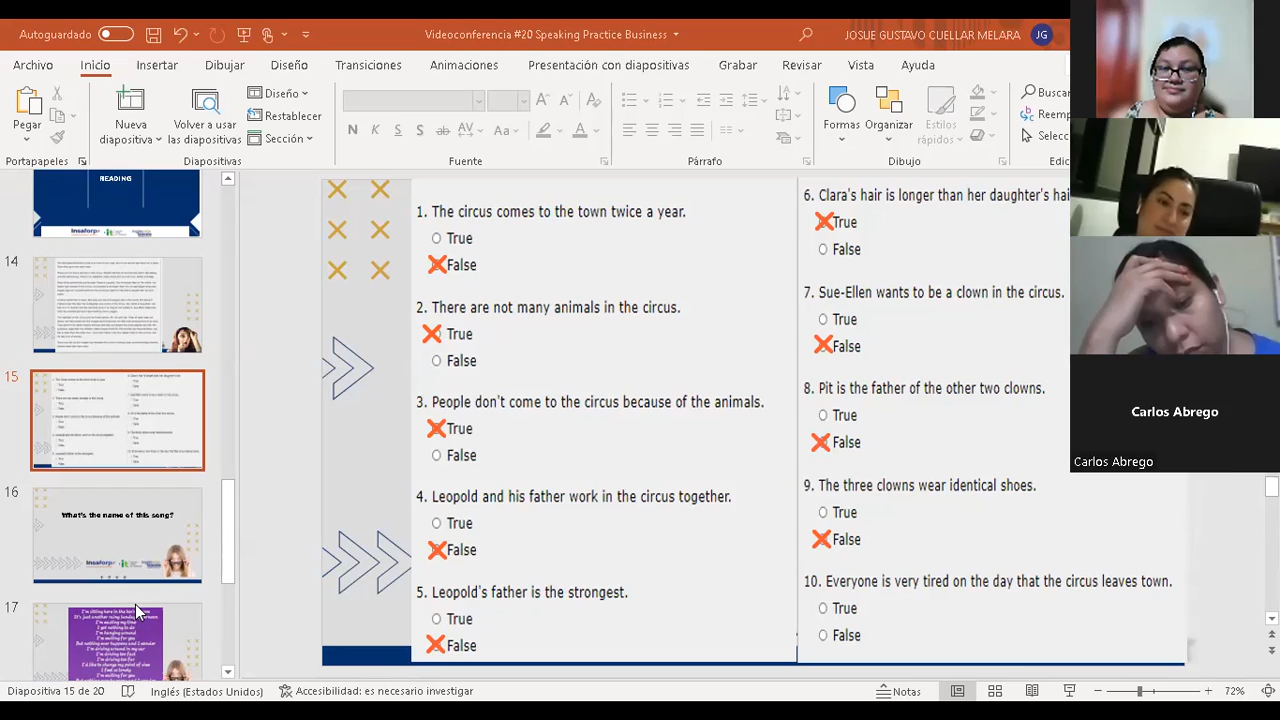 Autoguardado
Videoconferencia #20 Speaking Practice Business
JOSUE GUSTAVO CUELLAR MELARA
JG
Archivo
Inicio
Insertar
Dibujar
Diseño
Transiciones
Animaciones
Presentación con diapositivas
Grabar
Revisar
Vista
Ayuda
Pegar
Nueva
diapositiva
Volver a usar
las diapositivas
Diseño
Restablecer
Sección
Buscar
Reemp
Selecc
Formas
Organizar
Estilos
rápidos
Portapapeles
Diapositivas
Fuente
Párrafo
Dibujo
Edi
READING
Insaforp
14
15
16
What's the name of this song?
Insaforp
17
1. The circus comes to the town twice a year.
True
False
2. There are not many animals in the circus.
True
False
3. People don't come to the circus because of the animals.
True
False
4. Leopold and his father work in the circus together.
True
False
5. Leopold's father is the strongest.
True
False
6. Clara's hair is longer than her daughter's hai
True
False
7. Sue-Ellen wants to be a clown in the circus.
True
False
8. Pit is the father of the other two clowns.
True
False
9. The three clowns wear identical shoes.
True
False
10. Everyone is very tired on the day that the circus leaves town.
True
False
Carlos Abrego
Carlos Abrego
Diapositiva 15 de 20
Inglés (Estados Unidos)
Accesibilidad: es necesario investigar
Notas
72%